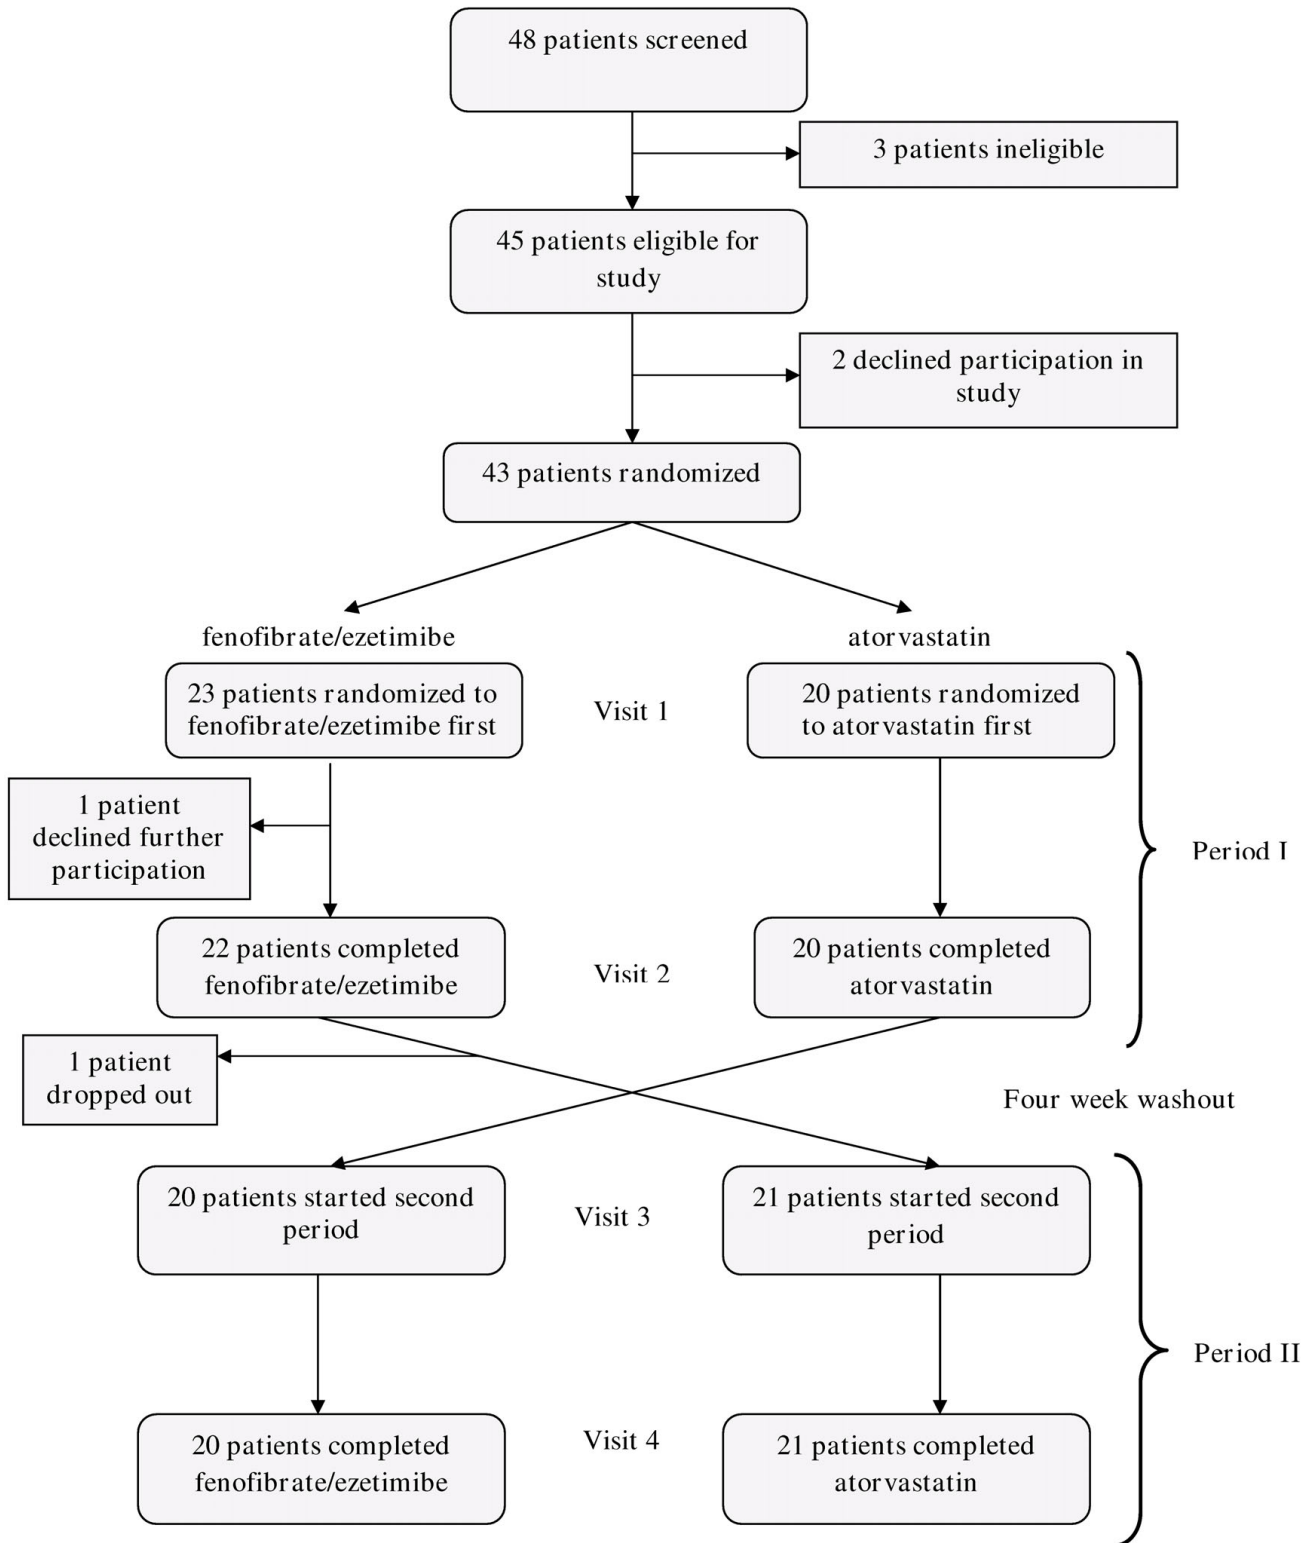 48 patients screened
3 patients ineligible
45 patients eligible for
study
2 declined participation in
study
43 patients randomized
fenofibrate/ezetimibe
atorvastatin
23 patients randomized to
fenofibrate/ezetimibe first
Visit 1
20 patients randomized
to atorvastatin first
1 patient
declined further
participation
Period I
22 patients completed
fenofibrate/ezetimibe
Visit 2
20 patients completed
atorvastatin
1 patient
dropped out
Four week washout
20 patients started second
period
Visit 3
21 patients started second
period
Period II
20 patients completed
fenofibrate/ezetimibe
Visit 4
21 patients completed
atorvastatin